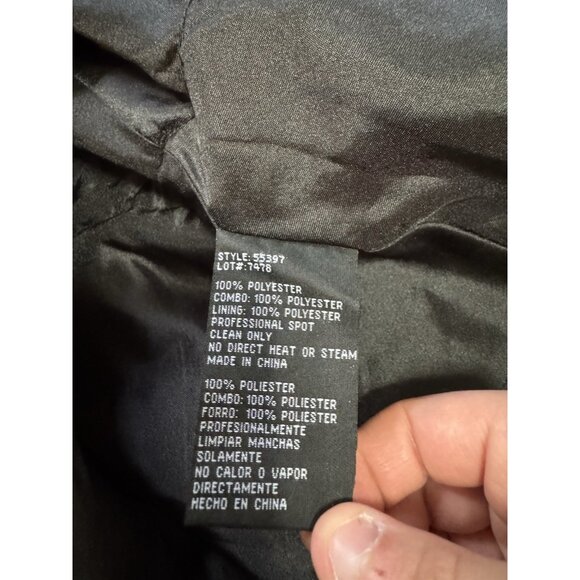 STYLE: 55397
LOT#: 7478
100% POLYESTER
COMBO: 100% POLYESTER
LINING: 100% POLYESTER
PROFESSIONAL SPOT
CLEAN ONLY
NO DIRECT HEAT OR STEAM
MADE IN CHINA
100% POLIESTER
COMBO: 100% POLIESTER
FORRO: 100% POLIESTER
PROFESIONALMENTE
LIMPIAR MANCHAS
SOLAMENTE
NO CALOR O VAPOR
DIRECTAMENTE
HECHO EN CHINA